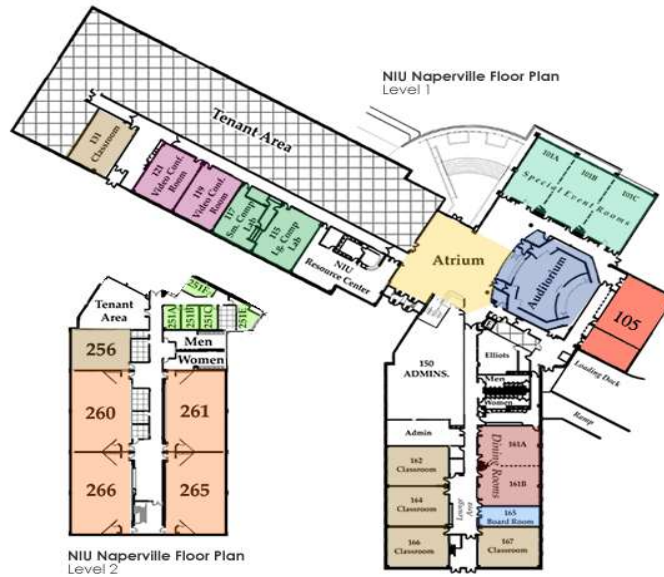 NIU Naperville Floor Plan
Level 1
Tenant Area
131
Classroom
121
Video Conf.
Room
119
Video Conf.
Room
117
Sm. Comp
Lab
115
Lg. Comp
Lab
NIU
Resource Center
Atrium
Auditorium
101A
101B
101C
Special Event Rooms
105
Loading Dock
Ramp
150
ADMINS.
Elliots
Men
Women
Admin
162
Classroom
164
Classroom
166
Classroom
Lounge
Area
Dining Rooms
161A
161B
165
Board Room
167
Classroom
Tenant
Area
251F
251A
251B
251C
251E
Men
Women
256
260
261
266
265
NIU Naperville Floor Plan
Level 2